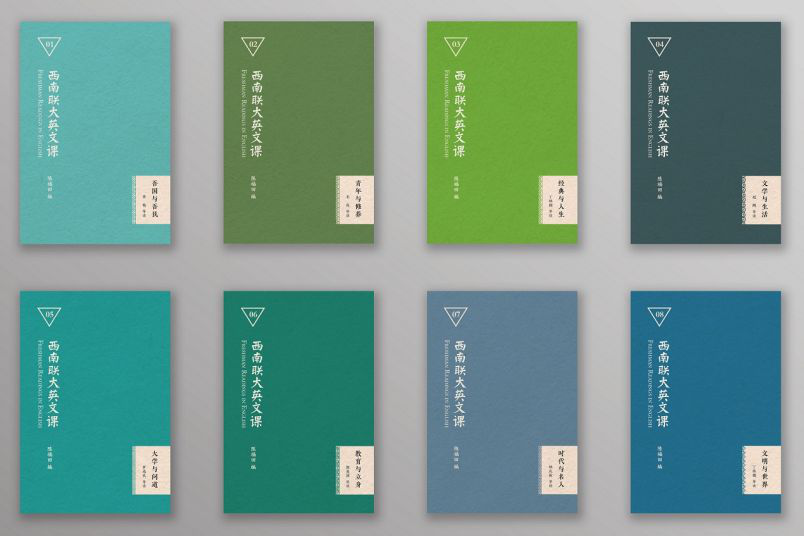 01
西南联大英文课
FRESHMAN READINGS IN ENGLISH
陈福田 编
吾国与吾民
02
西南联大英文课
FRESHMAN READINGS IN ENGLISH
陈福田 编
青年与修养
03
西南联大英文课
FRESHMAN READINGS IN ENGLISH
陈福田 编
经典与人生
04
西南联大英文课
FRESHMAN READINGS IN ENGLISH
陈福田 编
文学与生活
05
西南联大英文课
FRESHMAN READINGS IN ENGLISH
陈福田 编
大学与问道
06
西南联大英文课
FRESHMAN READINGS IN ENGLISH
陈福田 编
教育与立身
07
西南联大英文课
FRESHMAN READINGS IN ENGLISH
陈福田 编
时代与名人
08
西南联大英文课
FRESHMAN READINGS IN ENGLISH
陈福田 编
文明与世界